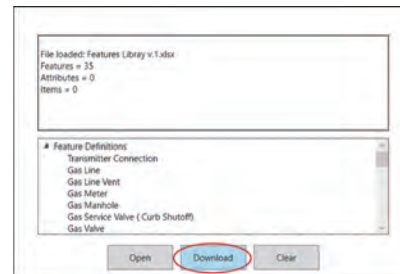 File loaded: Features Libray v.1.xlsx
Features = 35
Attributes = 0
Items = 0
Feature Definitions
Transmitter Connection
Gas Line
Gas Line Vent
Gas Meter
Gas Manhole
Gas Service Valve ( Curb Shutoff)
Gas Valve
Open
Download
Clear